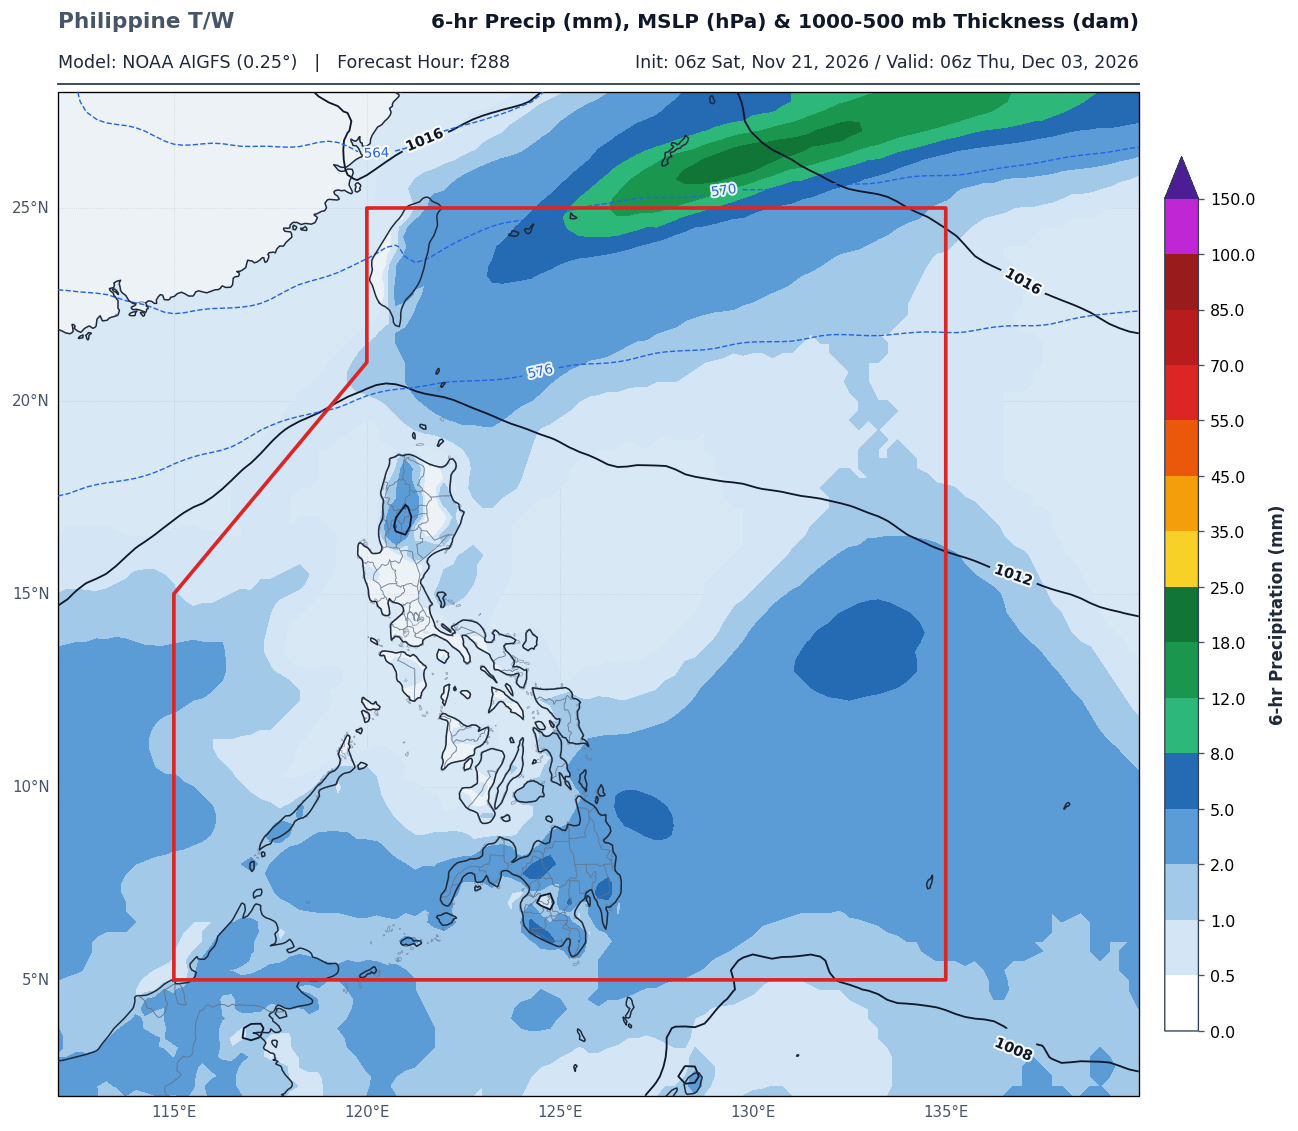 Philippine T/W
6-hr Precip (mm), MSLP (hPa) & 1000-500 mb Thickness (dam)
Model: NOAA AIGFS (0.25°) | Forecast Hour: f288
Init: 06z Sat, Nov 21, 2026 / Valid: 06z Thu, Dec 03, 2026
1016
564
570
1016
576
1012
1008
25°N
20°N
15°N
10°N
5°N
115°E
120°E
125°E
130°E
135°E
150.0
100.0
85.0
70.0
55.0
45.0
35.0
25.0
18.0
12.0
8.0
5.0
2.0
1.0
0.5
0.0
6-hr Precipitation (mm)